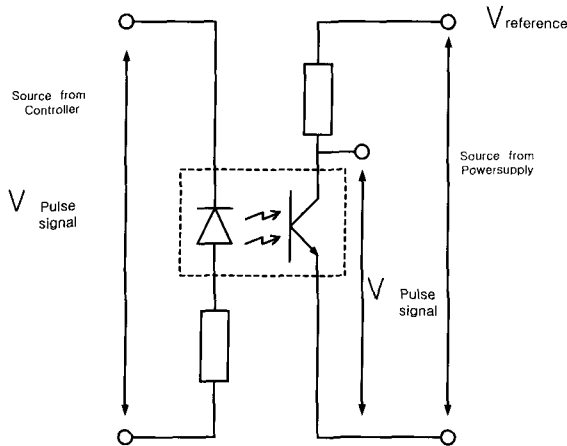 V reference
Source from
Controller
V Pulse
signal
Source from
Powersupply
V Pulse
signal